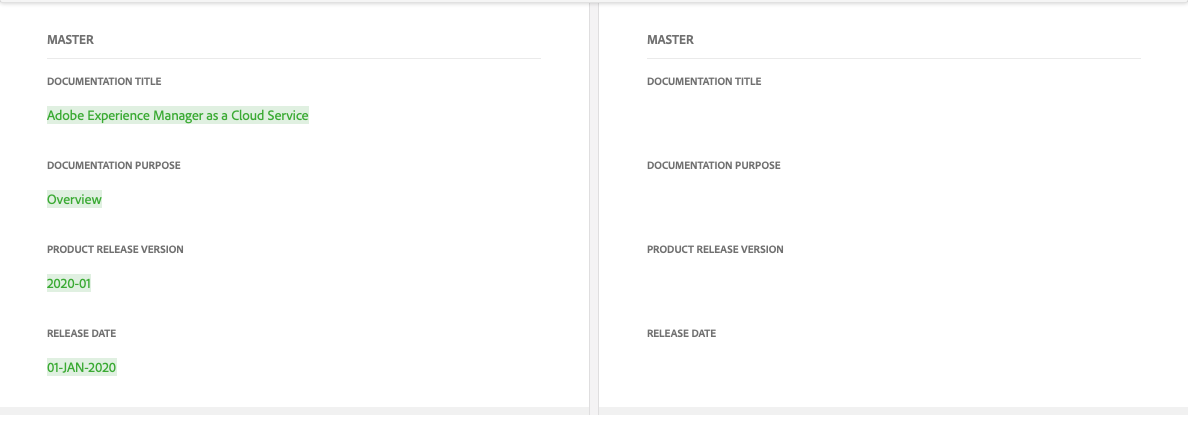 MASTER
DOCUMENTATION TITLE
Adobe Experience Manager as a Cloud Service
DOCUMENTATION PURPOSE
Overview
PRODUCT RELEASE VERSION
2020-01
RELEASE DATE
01-JAN-2020
MASTER
DOCUMENTATION TITLE
DOCUMENTATION PURPOSE
PRODUCT RELEASE VERSION
RELEASE DATE